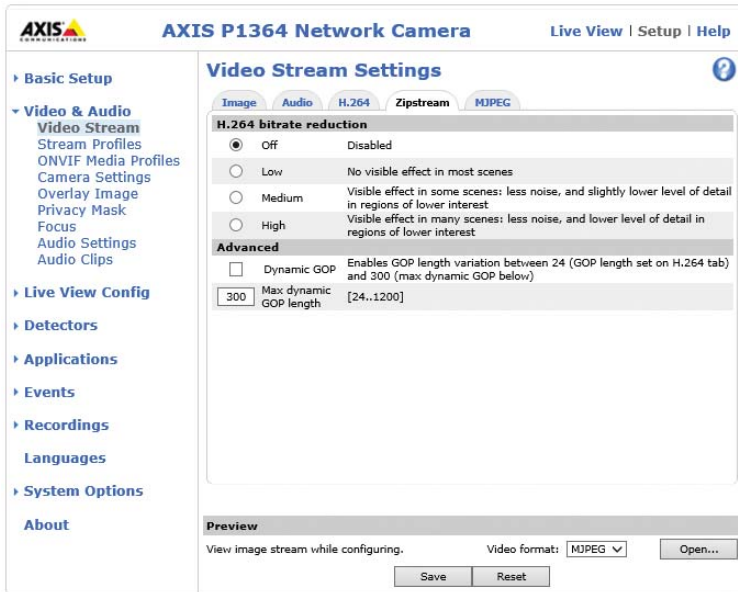 AXIS
COMMUNICATIONS
AXIS P1364 Network Camera
Live View | Setup | Help
Basic Setup
Video & Audio
Video Stream
Stream Profiles
ONVIF Media Profiles
Camera Settings
Overlay Image
Privacy Mask
Focus
Audio Settings
Audio Clips
Live View Config
Detectors
Applications
Events
Recordings
Languages
System Options
About
Video Stream Settings
?
Image Audio H.264 Zipstream MJPEG
H.264 bitrate reduction
Off Disabled
Low No visible effect in most scenes
Medium Visible effect in some scenes: less noise, and slightly lower level of detail
in regions of lower interest
High Visible effect in many scenes: less noise, and lower level of detail in
regions of lower interest
Advanced
Dynamic GOP Enables GOP length variation between 24 (GOP length set on H.264 tab)
and 300 (max dynamic GOP below)
300 Max dynamic
GOP length [24..1200]
Preview
View image stream while configuring. Video format: MJPEG Open...
Save Reset